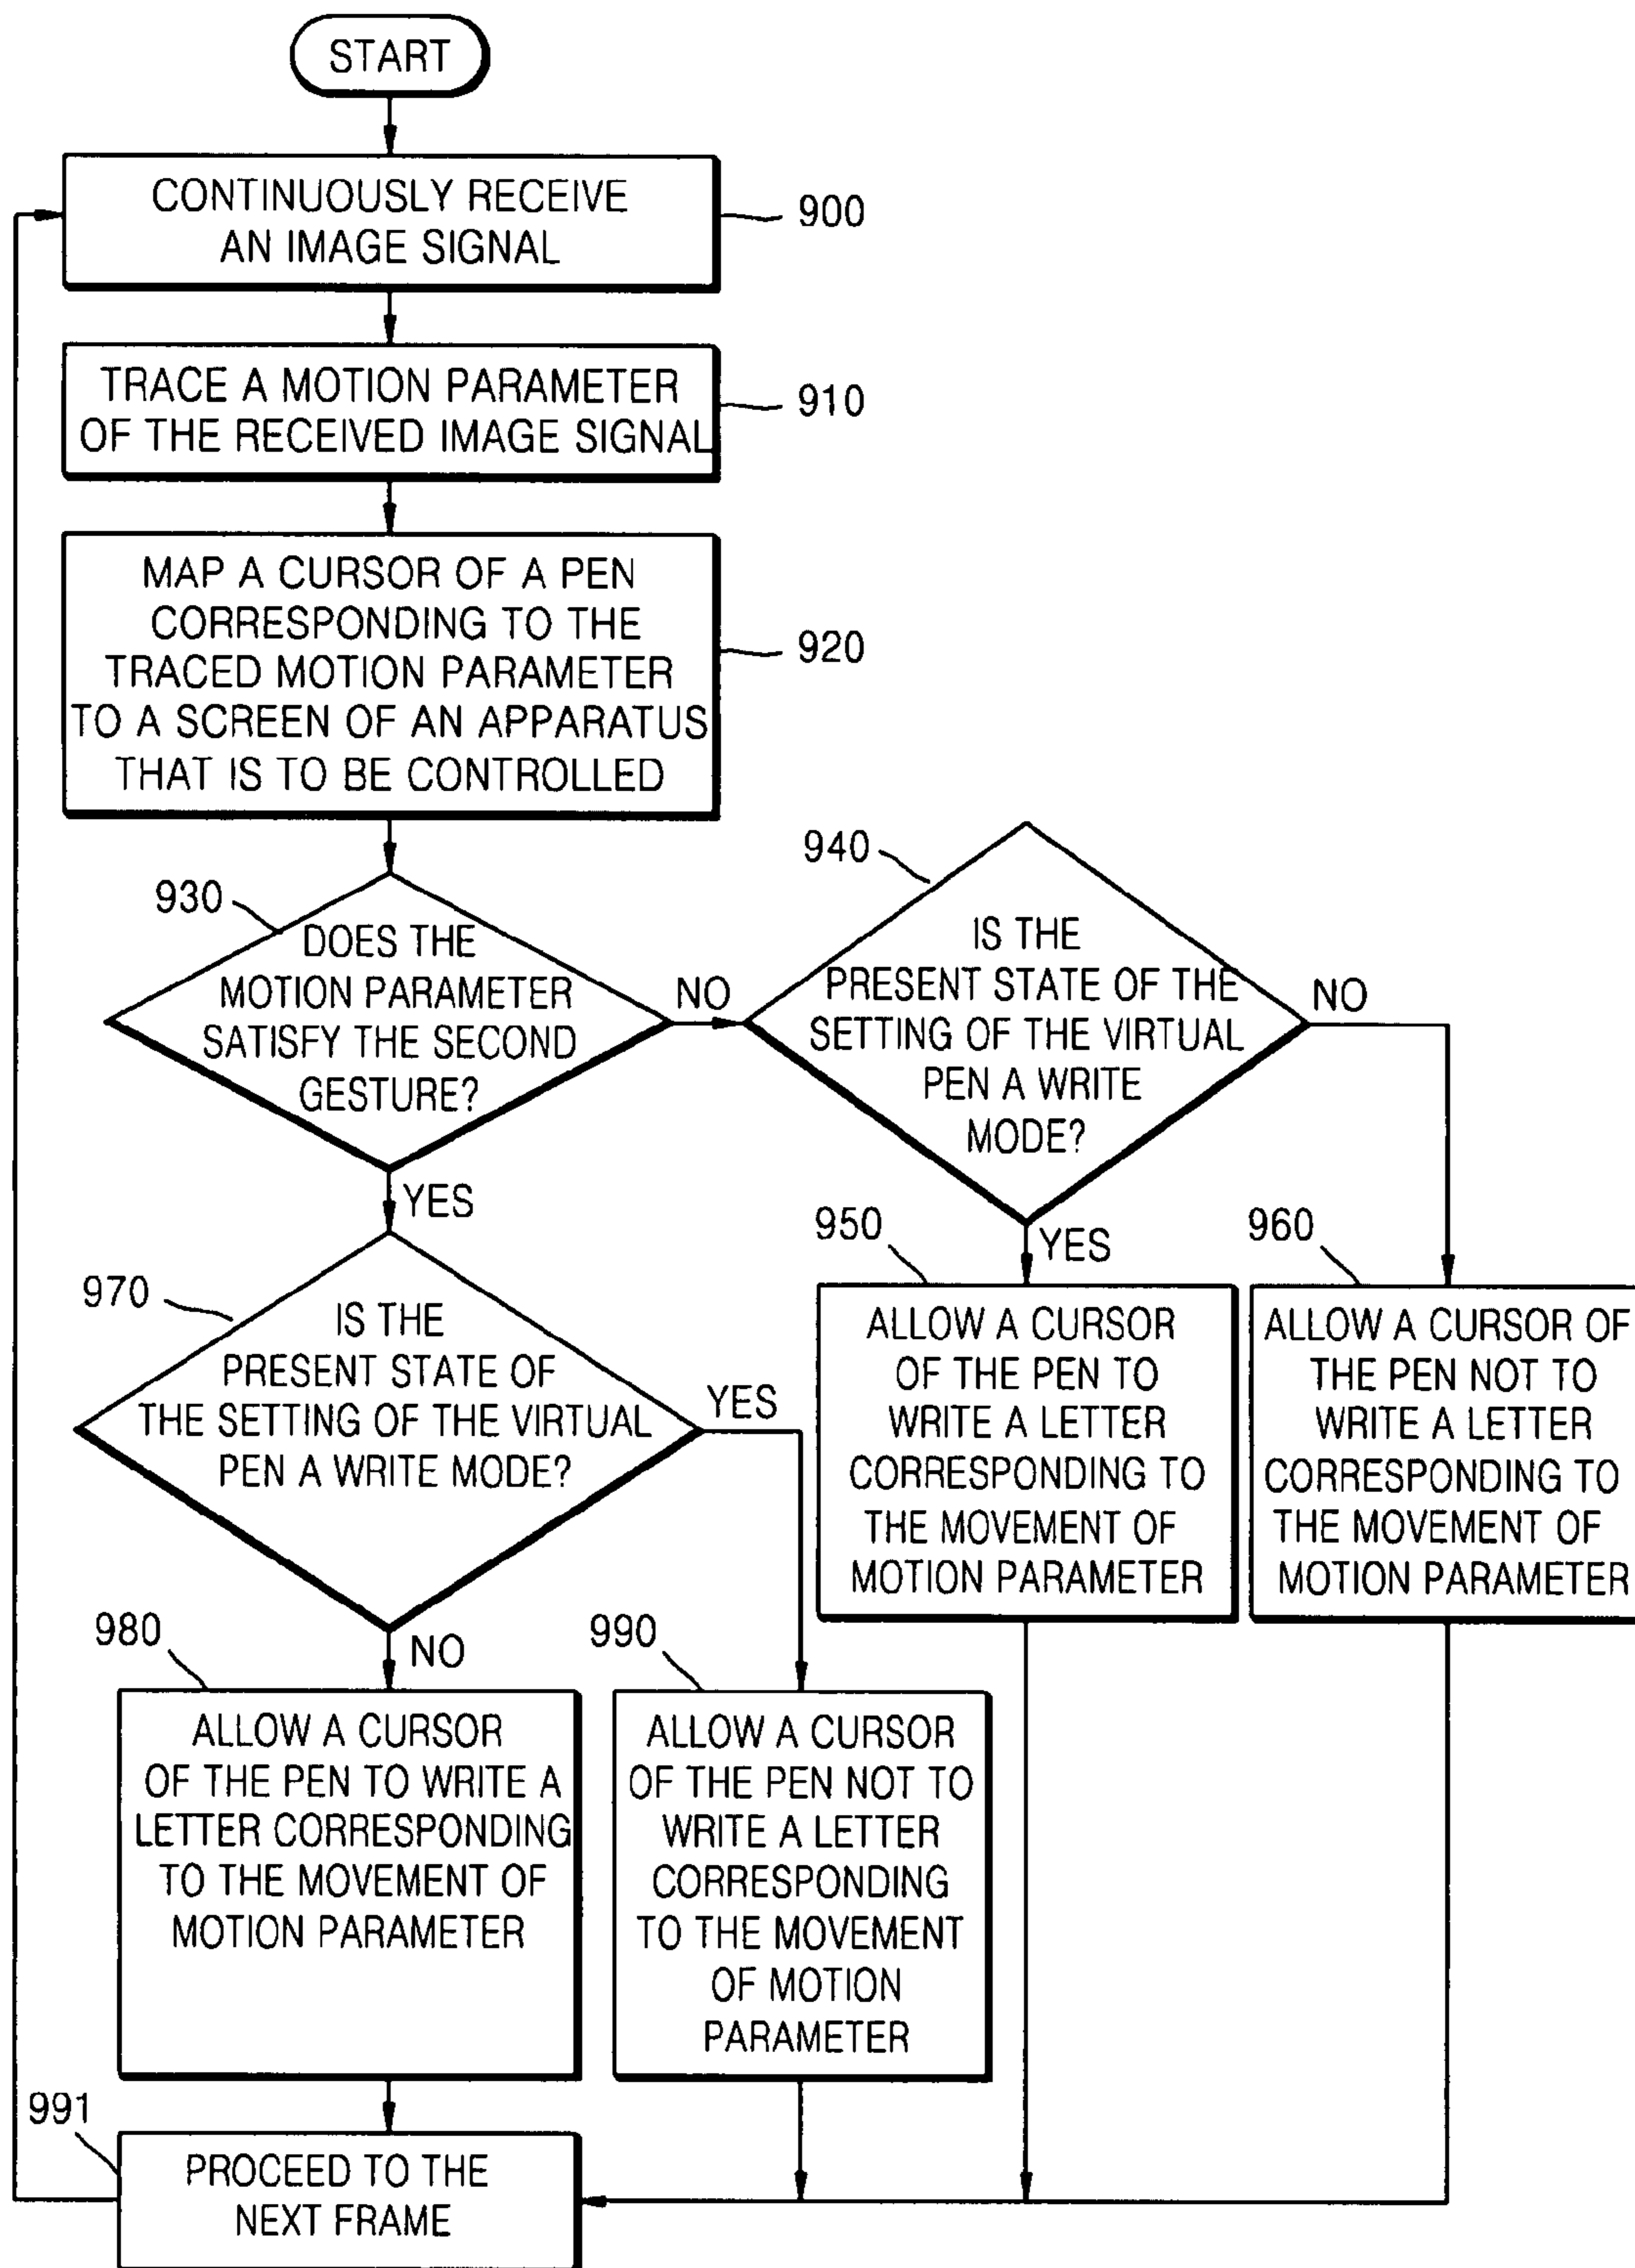 START
CONTINUOUSLY RECEIVE
AN IMAGE SIGNAL
900
TRACE A MOTION PARAMETER
OF THE RECEIVED IMAGE SIGNAL
910
MAP A CURSOR OF A PEN
CORRESPONDING TO THE
TRACED MOTION PARAMETER
TO A SCREEN OF AN APPARATUS
THAT IS TO BE CONTROLLED
920
930
DOES THE
MOTION PARAMETER
SATISFY THE SECOND
GESTURE?
NO
YES
940
IS THE
PRESENT STATE OF THE
SETTING OF THE VIRTUAL
PEN A WRITE
MODE?
NO
YES
950
ALLOW A CURSOR
OF THE PEN TO
WRITE A LETTER
CORRESPONDING TO
THE MOVEMENT OF
MOTION PARAMETER
960
ALLOW A CURSOR OF
THE PEN NOT TO
WRITE A LETTER
CORRESPONDING TO
THE MOVEMENT OF
MOTION PARAMETER
970
IS THE
PRESENT STATE OF
THE SETTING OF THE VIRTUAL
PEN A WRITE MODE?
YES
NO
980
ALLOW A CURSOR
OF THE PEN TO WRITE A
LETTER CORRESPONDING
TO THE MOVEMENT OF
MOTION PARAMETER
990
ALLOW A CURSOR
OF THE PEN NOT TO
WRITE A LETTER
CORRESPONDING
TO THE MOVEMENT
OF MOTION
PARAMETER
991
PROCEED TO THE
NEXT FRAME